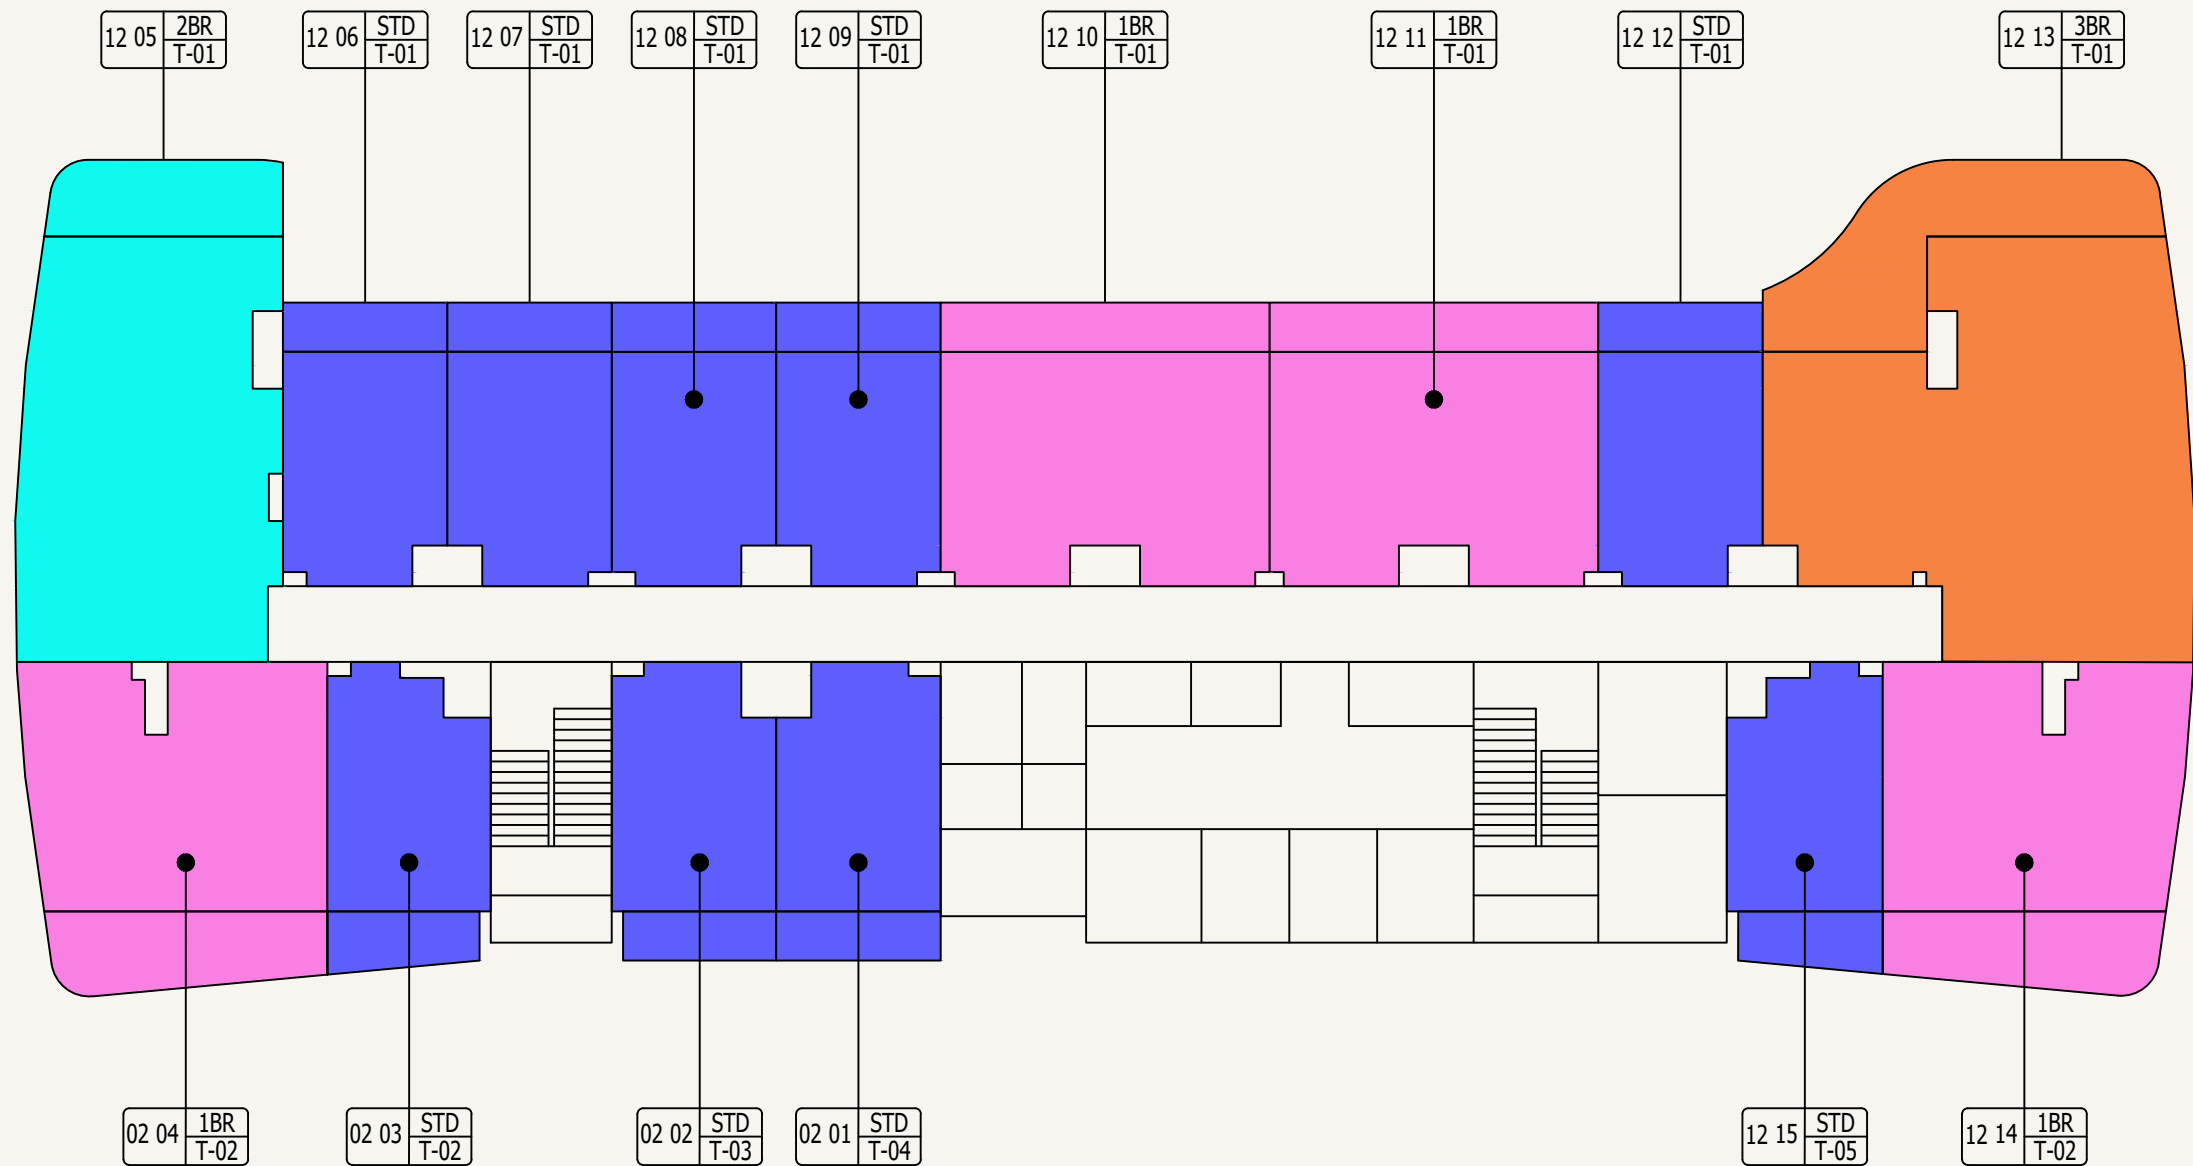 12 05 2BR
T-01
12 06 STD
T-01
12 07 STD
T-01
12 08 STD
T-01
12 09 STD
T-01
12 10 1BR
T-01
12 11 1BR
T-01
12 12 STD
T-01
12 13 3BR
T-01
02 04 1BR
T-02
02 03 STD
T-02
02 02 STD
T-03
02 01 STD
T-04
12 15 STD
T-05
12 14 1BR
T-02